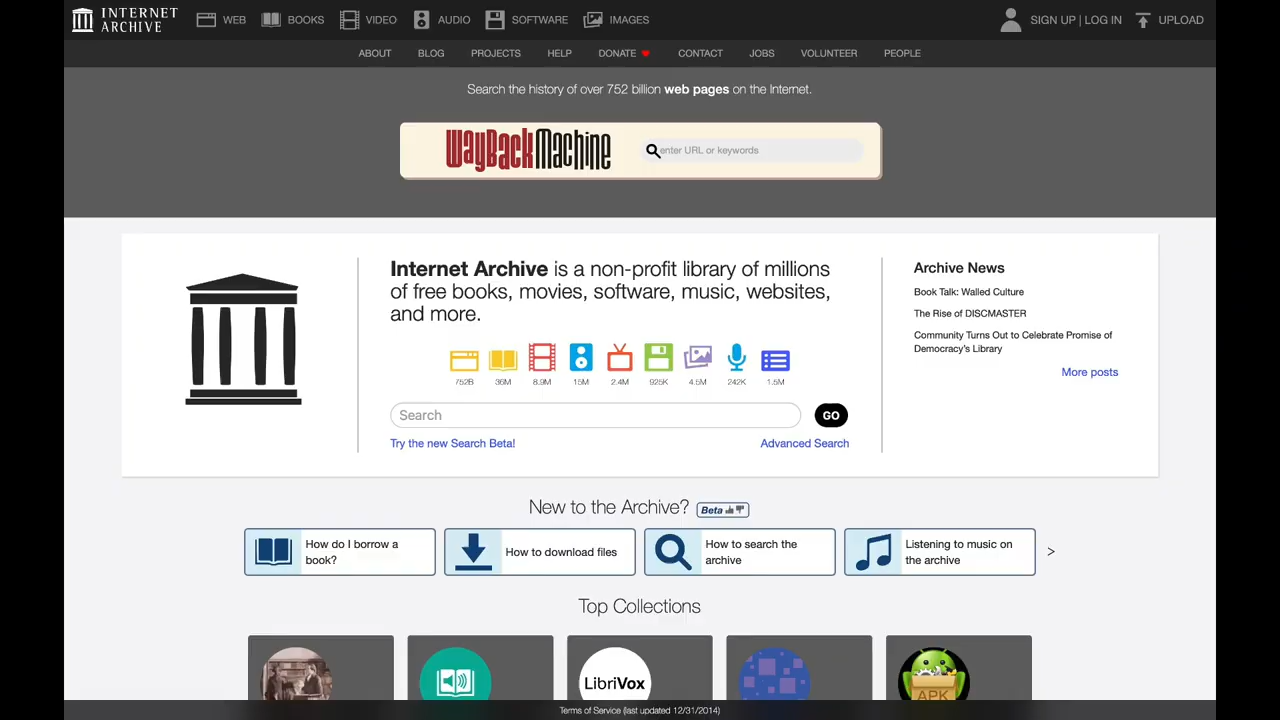 INTERNET ARCHIVE
WEB BOOKS VIDEO AUDIO SOFTWARE IMAGES SIGN UP | LOG IN UPLOAD
ABOUT BLOG PROJECTS HELP DONATE CONTACT JOBS VOLUNTEER PEOPLE
Search the history of over 752 billion web pages on the Internet.
WayBackMachine enter URL or keywords
Internet Archive is a non-profit library of millions
of free books, movies, software, music, websites,
and more.
752B 36M 8.9M 15M 2.4M 925K 4.5M 242K 1.5M
Search GO
Try the new Search Beta! Advanced Search
Archive News
Book Talk: Walled Culture
The Rise of DISCMASTER
Community Turns Out to Celebrate Promise of
Democracy's Library
More posts
New to the Archive? Beta
How do I borrow a
book?
How to download files
How to search the
archive
Listening to music on
the archive
>
Top Collections
LibriVox
APK
Terms of Service (last updated 12/31/2014)